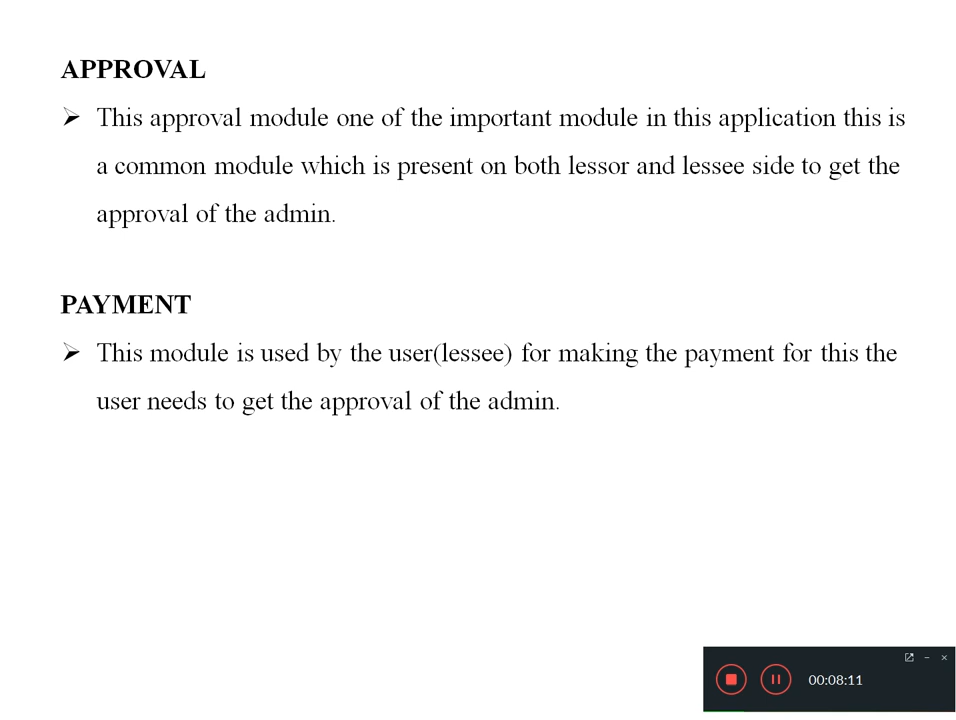 APPROVAL
➢ This approval module one of the important module in this application this is
a common module which is present on both lessor and lessee side to get the
approval of the admin.
PAYMENT
➢ This module is used by the user(lessee) for making the payment for this the
user needs to get the approval of the admin.
00:08:11